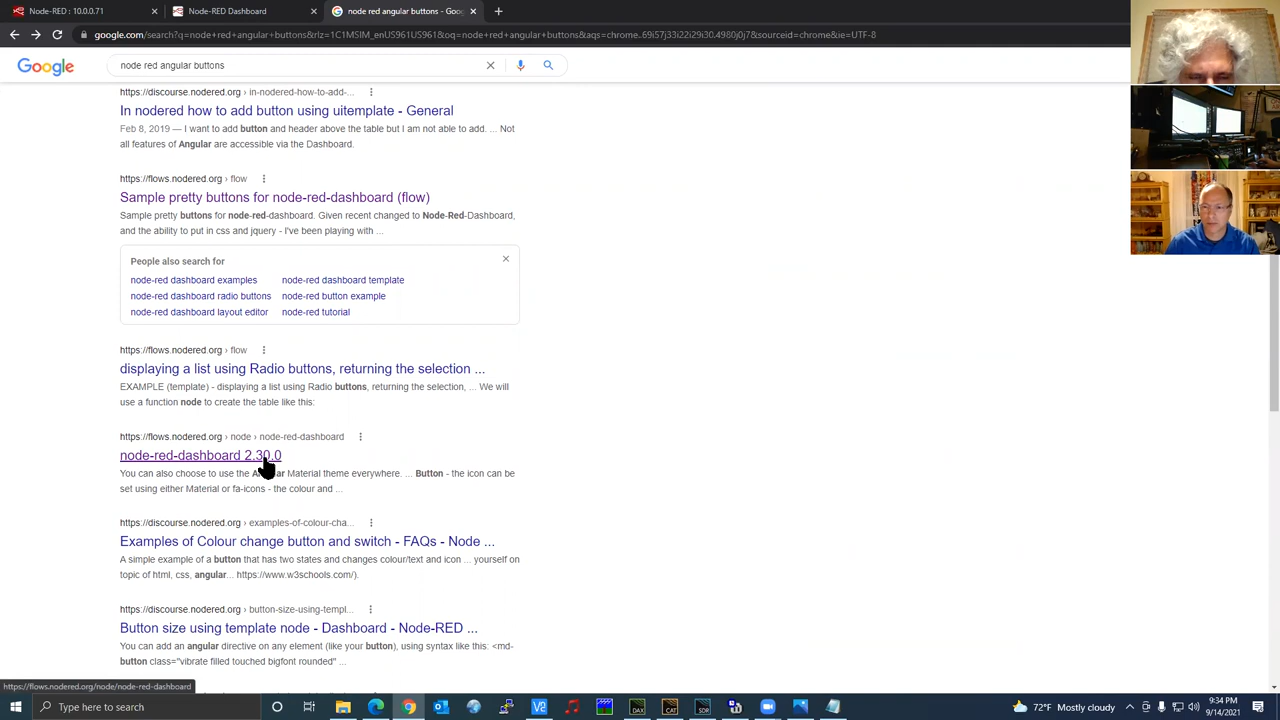 Node-RED : 10.0.0.71
Node-RED Dashboard
node red angular buttons - Goog
google.com/search?q=node+red+angular+buttons&rlz=1C1MSIM_enUS961US961&oq=node+red+angular+buttons&aqs=chrome..69i57j33i22i29i30.4980j0j7&sourceid=chrome&ie=UTF-8
Google
node red angular buttons
https://discourse.nodered.org › in-nodered-how-to-add-...
In nodered how to add button using uitemplate - General
Feb 8, 2019 — I want to add button and header above the table but I am not able to add. ... Not
all features of Angular are accessible via the Dashboard.
https://flows.nodered.org › flow
Sample pretty buttons for node-red-dashboard (flow)
Sample pretty buttons for node-red-dashboard. Given recent changed to Node-Red-Dashboard,
and the ability to put in css and jquery - I've been playing with ...
People also search for
node-red dashboard examples
node-red dashboard template
node-red dashboard radio buttons
node-red button example
node-red dashboard layout editor
node-red tutorial
https://flows.nodered.org › flow
displaying a list using Radio buttons, returning the selection ...
EXAMPLE (template) - displaying a list using Radio buttons, returning the selection, ... We will
use a function node to create the table like this:
https://flows.nodered.org › node › node-red-dashboard
node-red-dashboard 2.30.0
You can also choose to use the Angular Material theme everywhere. ... Button - the icon can be
set using either Material or fa-icons - the colour and ...
https://discourse.nodered.org › examples-of-colour-cha...
Examples of Colour change button and switch - FAQs - Node ...
A simple example of a button that has two states and changes colour/text and icon ... yourself on
topic of html, css, angular... https://www.w3schools.com/).
https://discourse.nodered.org › button-size-using-templ...
Button size using template node - Dashboard - Node-RED ...
You can add an angular directive on any element (like your button), using syntax like this: <md-
button class="vibrate filled touched bigfont rounded" ...
https://flows.nodered.org/node/node-red-dashboard
Type here to search
DAX
CAT
SDR
72°F Mostly cloudy
9:34 PM
9/14/2021